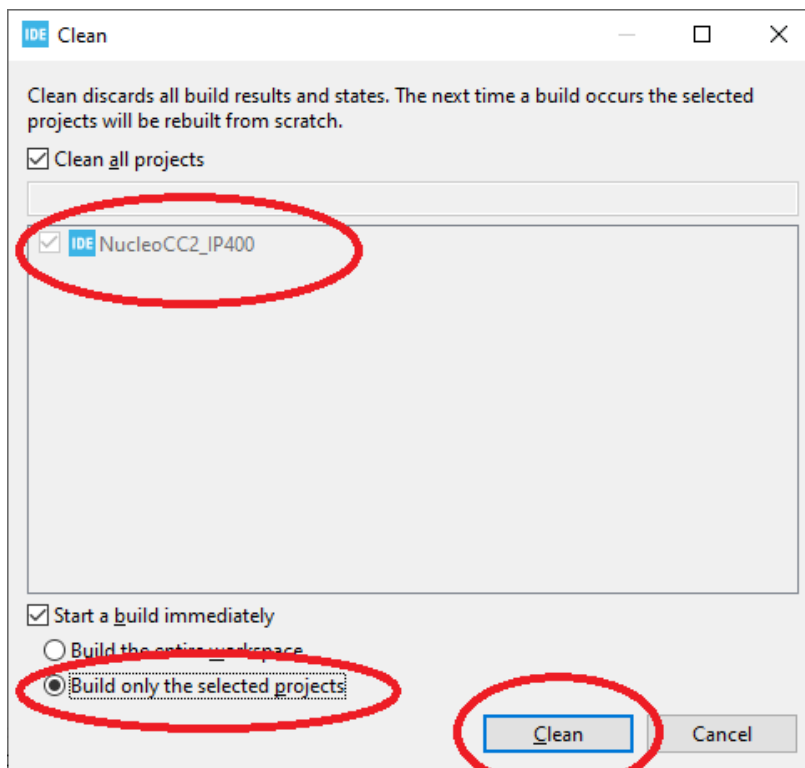 IDE Clean
Clean discards all build results and states. The next time a build occurs the selected
projects will be rebuilt from scratch.
Clean all projects
IDE NucleoCC2_IP400
Start a build immediately
Build the entire workspace
Build only the selected projects
Clean Cancel